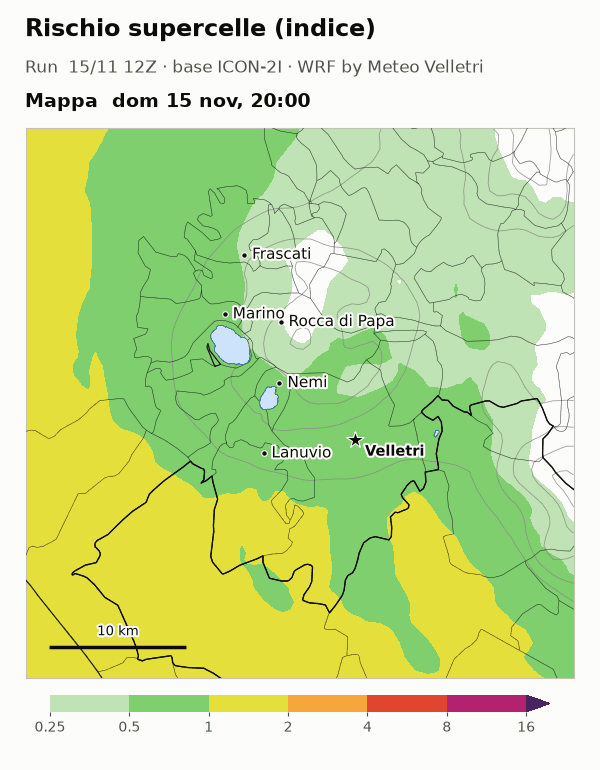 Rischio supercelle (indice)
Run  15/11 12Z · base ICON-2I · WRF by Meteo Velletri
Mappa  dom 15 nov, 20:00
Frascati
Marino
Rocca di Papa
Nemi
Velletri
Lanuvio
10 km
0.25 0.5 1 2 4 8 16